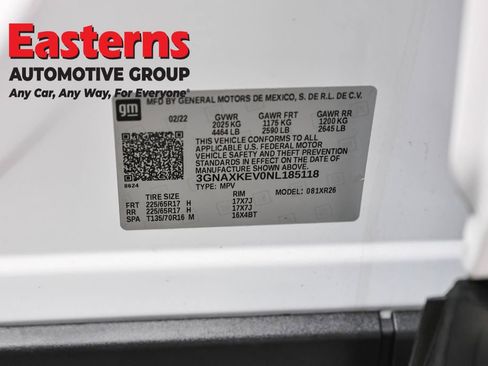 Easterns
AUTOMOTIVE GROUP
Any Car, Any Way, For Everyone®
gm
MFD BY GENERAL MOTORS DE MEXICO, S. DE R.L. DE C.V.
02/22 GVWR GAWR FRT GAWR RR
2025 KG 1175 KG 1200 KG
4464 LB 2590 LB 2645 LB
THIS VEHICLE CONFORMS TO ALL
APPLICABLE U.S. FEDERAL MOTOR
VEHICLE SAFETY AND THEFT
PREVENTION STANDARDS IN EFFECT
ON THE DATE OF
MANUFACTURE SHOWN ABOVE.
3GNAXKEV0NL185118
TYPE: MPV MODEL: 081XR26
8624
TIRE SIZE RIM
FRT 225/65R17 H 17X7J
RR 225/65R17 H 17X7J
SPA T135/70R16 M 16X4BT